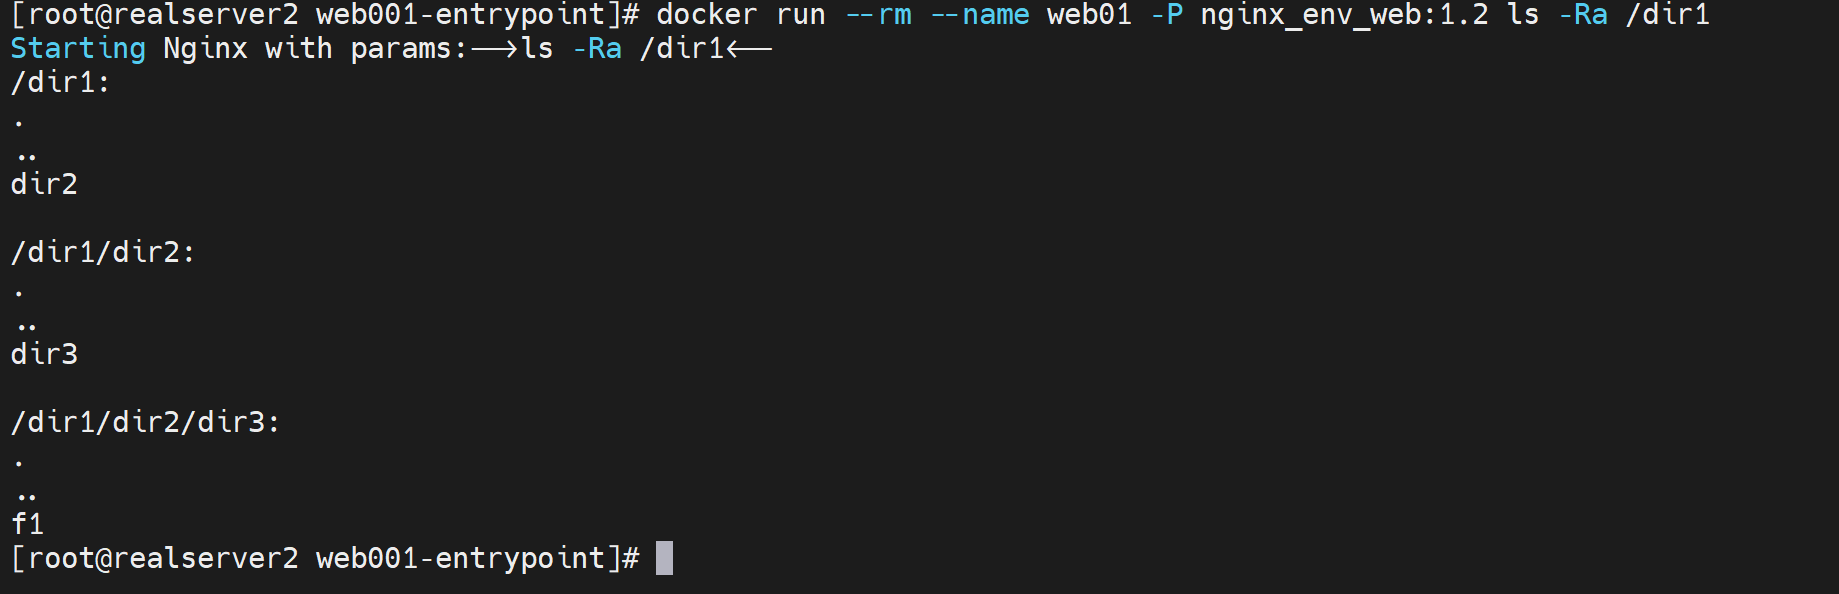 [root@realserver2 web001-entrypoint]# docker run --rm --name web01 -P nginx_env_web:1.2 ls -Ra /dir1
Starting Nginx with params:-->ls -Ra /dir1<--
/dir1:
.
..
dir2

/dir1/dir2:
.
..
dir3

/dir1/dir2/dir3:
.
..
f1
[root@realserver2 web001-entrypoint]#